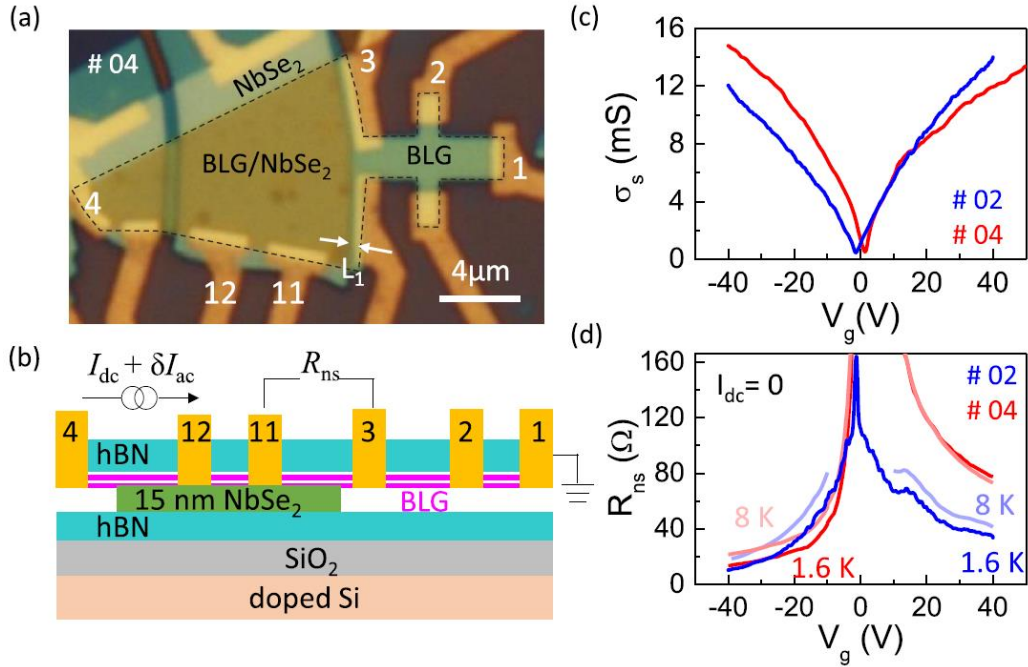 (a)
# 04
NbSe₂
3
2
BLG/NbSe₂
BLG
1
4
L₁
12
11
4μm
(b)
I_dc + δI_ac
R_ns
4
12
11
3
2
1
hBN
15 nm NbSe₂
BLG
hBN
SiO₂
doped Si
(c)
σ_s (mS)
16
12
8
4
0
# 02
# 04
-40 -20 0 20 40
V_g(V)
(d)
R_ns (Ω)
160
120
80
40
0
I_dc= 0
# 02
# 04
8 K
8 K
1.6 K
1.6 K
-40 -20 0 20 40
V_g(V)